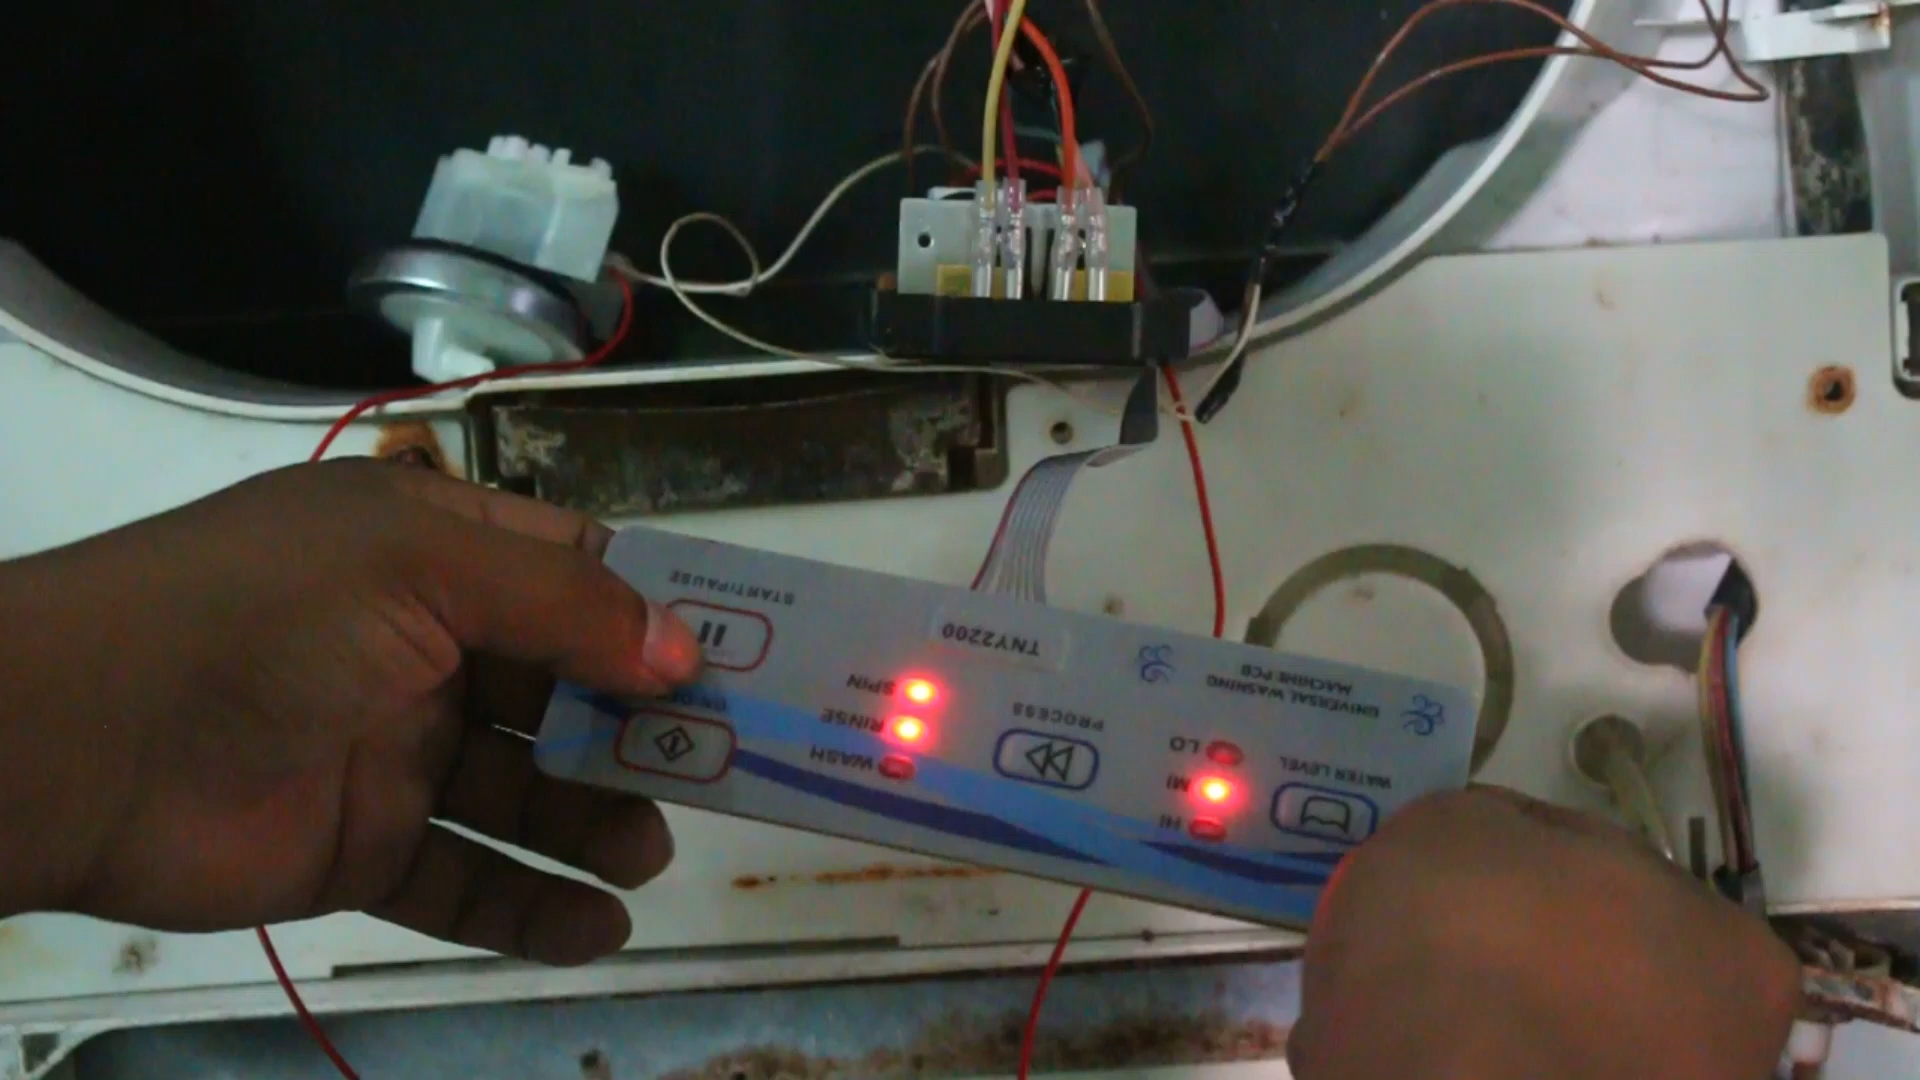 WATER LEVEL
HI
MI
LO
UNIVERSAL WASHING
MACHINE PCB
PROCESS
WASH
RINSE
SPIN
TNY2200
START/PAUSE